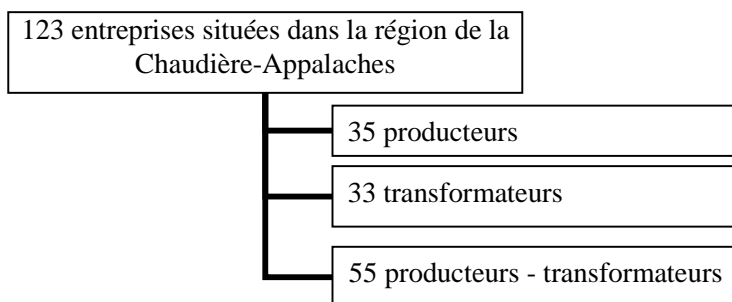 123 entreprises situées dans la région de la
Chaudière-Appalaches
35 producteurs
33 transformateurs
55 producteurs - transformateurs